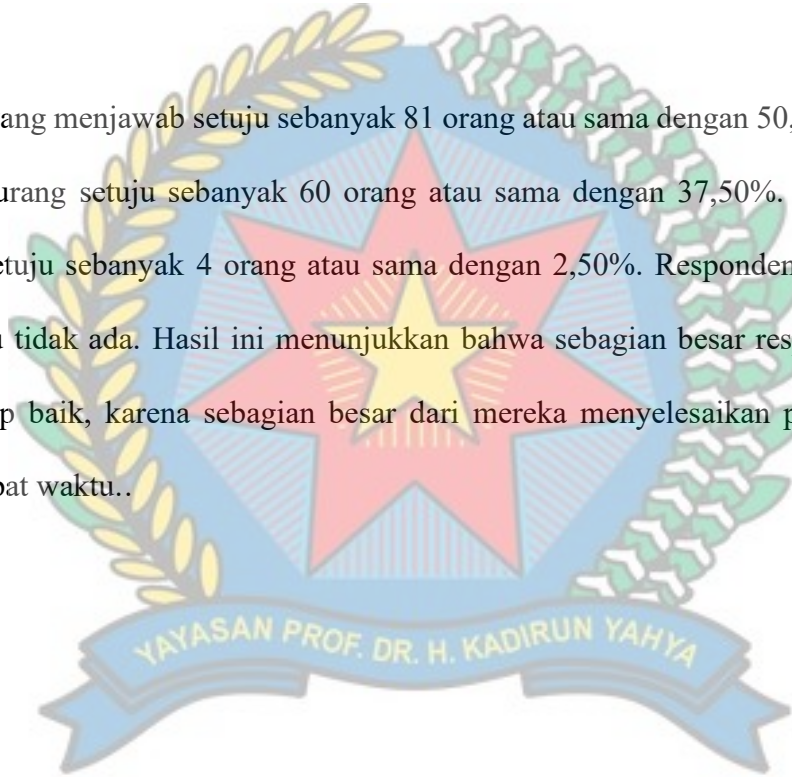 ang menjawab setuju sebanyak 81 orang atau sama dengan 50,
urang setuju sebanyak 60 orang atau sama dengan 37,50%.
etuju sebanyak 4 orang atau sama dengan 2,50%. Responden
tidak ada. Hasil ini menunjukkan bahwa sebagian besar res
p baik, karena sebagian besar dari mereka menyelesaikan p
pat waktu..
YAYASAN PROF. DR. H. KADIRUN YAHYA